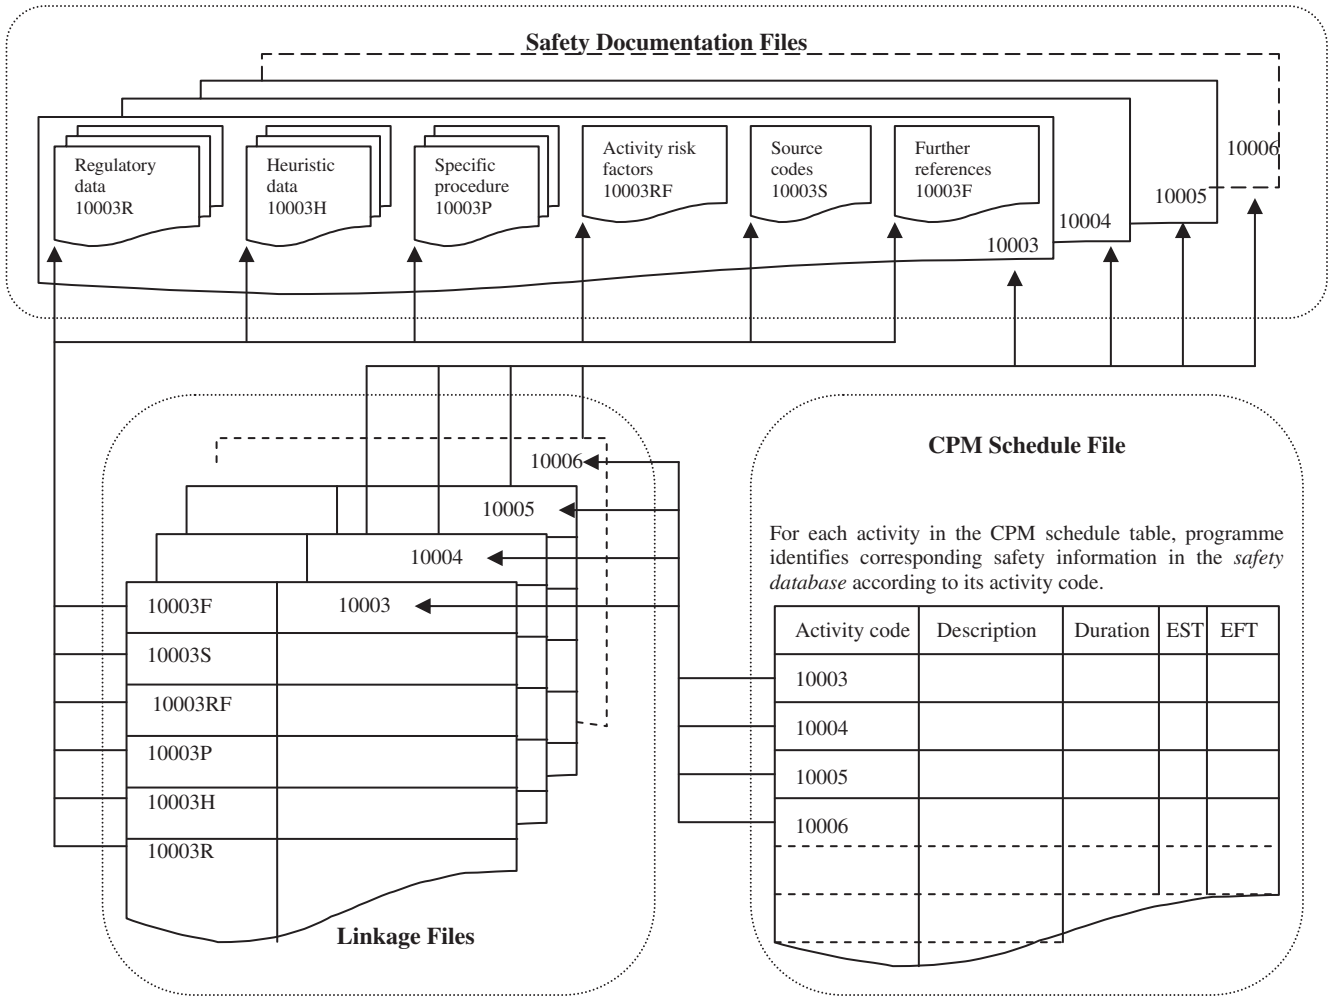 Safety Documentation Files
Regulatory
data
10003R
Heuristic
data
10003H
Specific
procedure
10003P
Activity risk
factors
10003RF
Source
codes
10003S
Further
references
10003F
10003
10004
10005
10006
10006
10005
10004
10003F 10003
10003S
10003RF
10003P
10003H
10003R
Linkage Files
CPM Schedule File
For each activity in the CPM schedule table, programme
identifies corresponding safety information in the safety
database according to its activity code.
Activity code Description Duration EST EFT
10003
10004
10005
10006